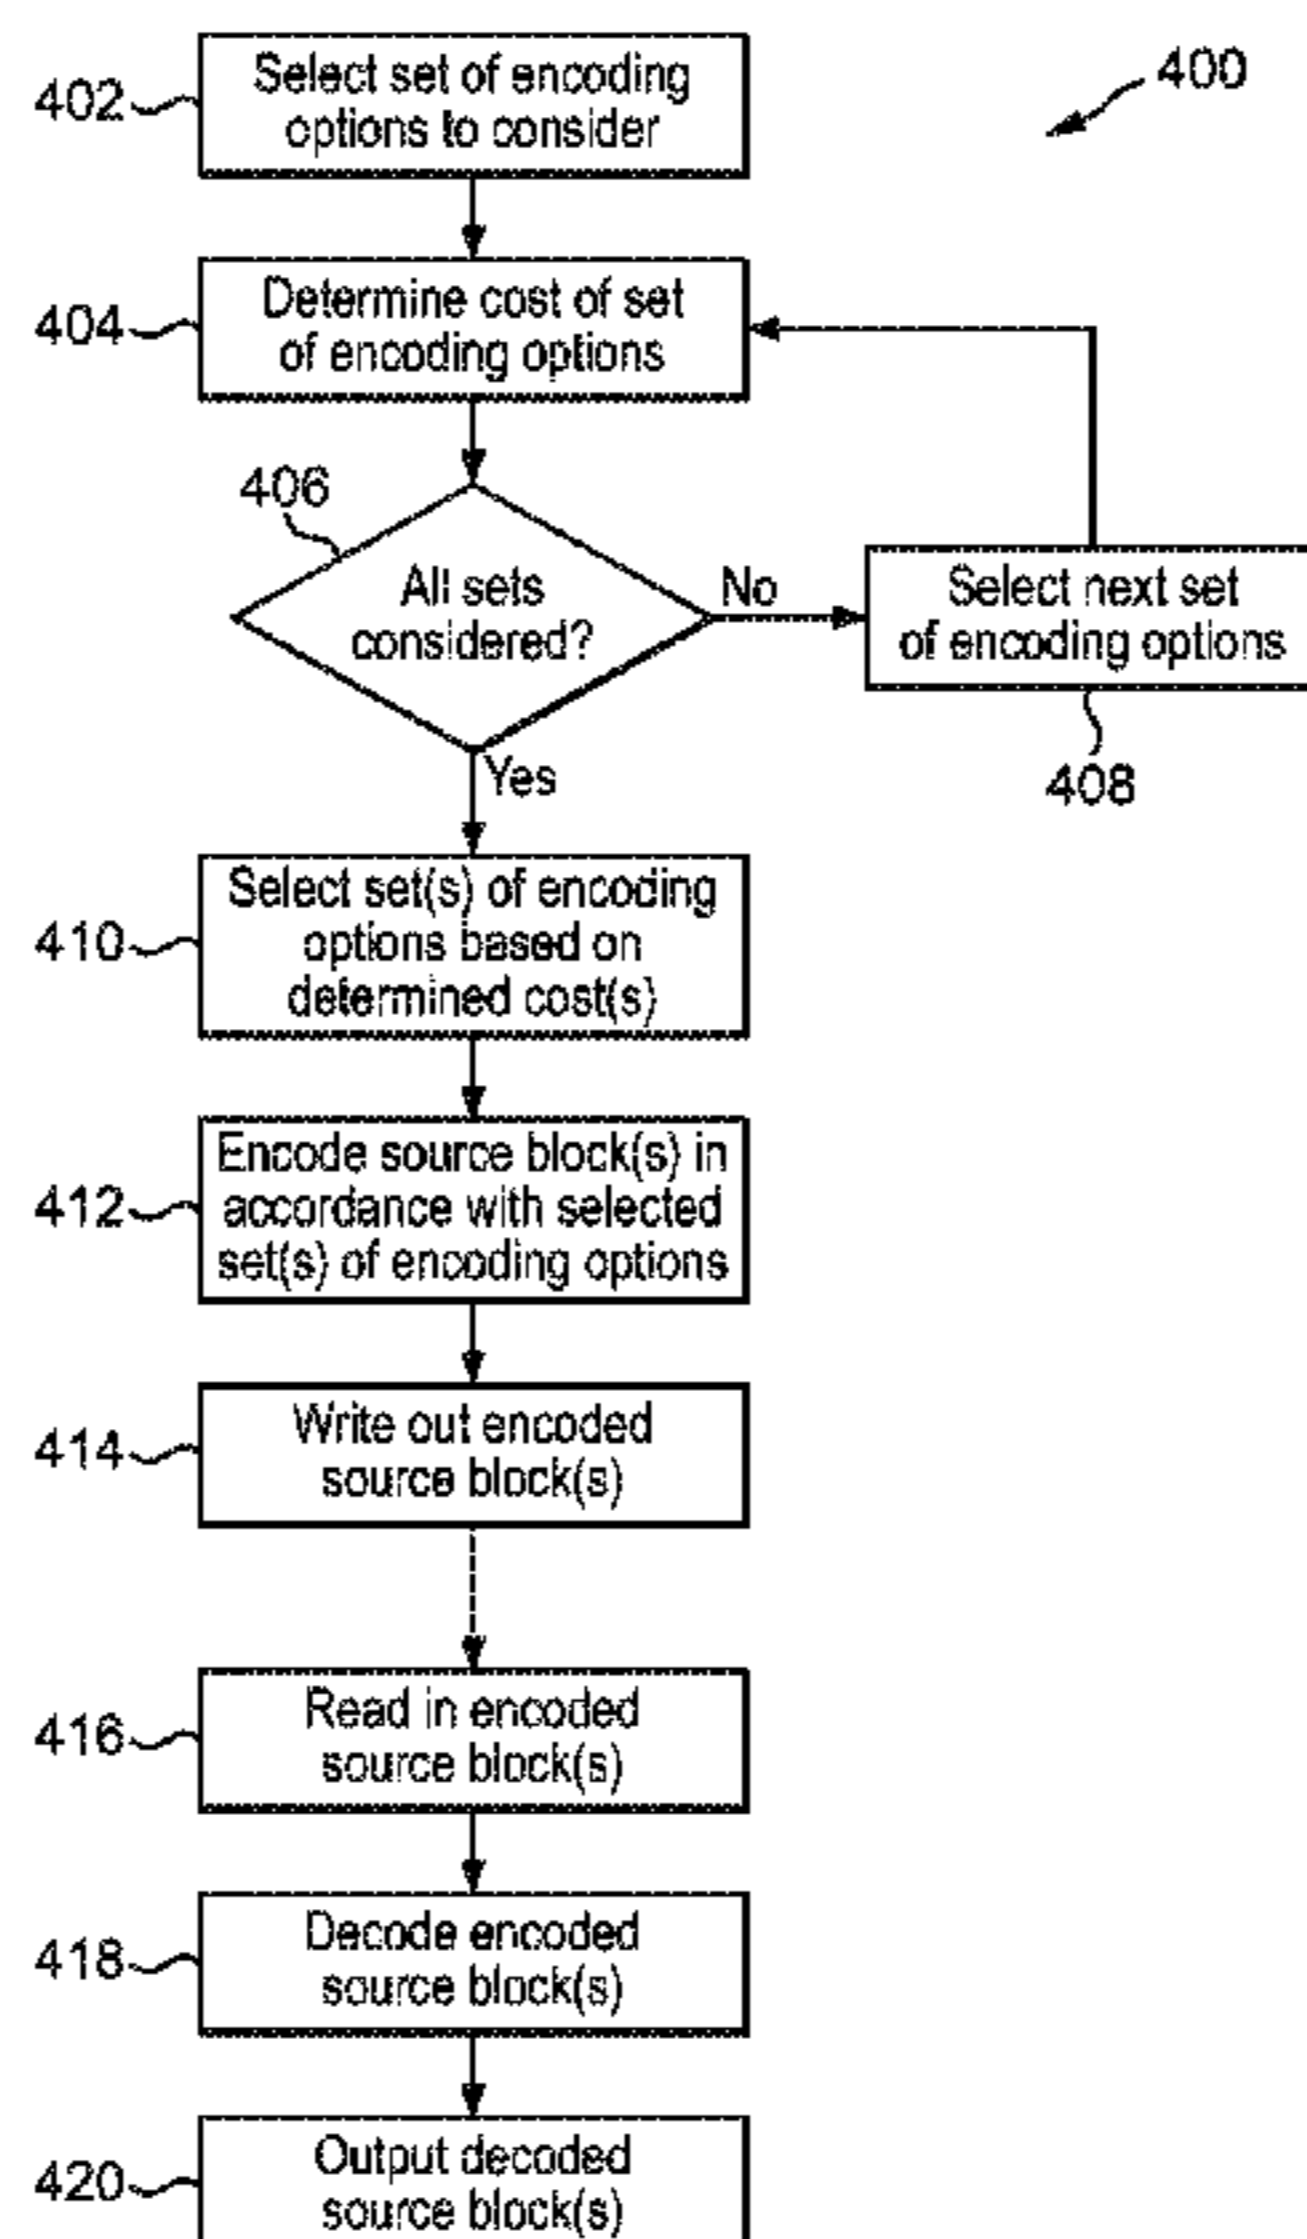 400
402
Select set of encoding
options to consider
404
Determine cost of set
of encoding options
406
All sets
considered?
No
Select next set
of encoding options
408
Yes
410
Select set(s) of encoding
options based on
determined cost(s)
412
Encode source block(s) in
accordance with selected
set(s) of encoding options
414
Write out encoded
source block(s)
416
Read in encoded
source block(s)
418
Decode encoded
source block(s)
420
Output decoded
source block(s)